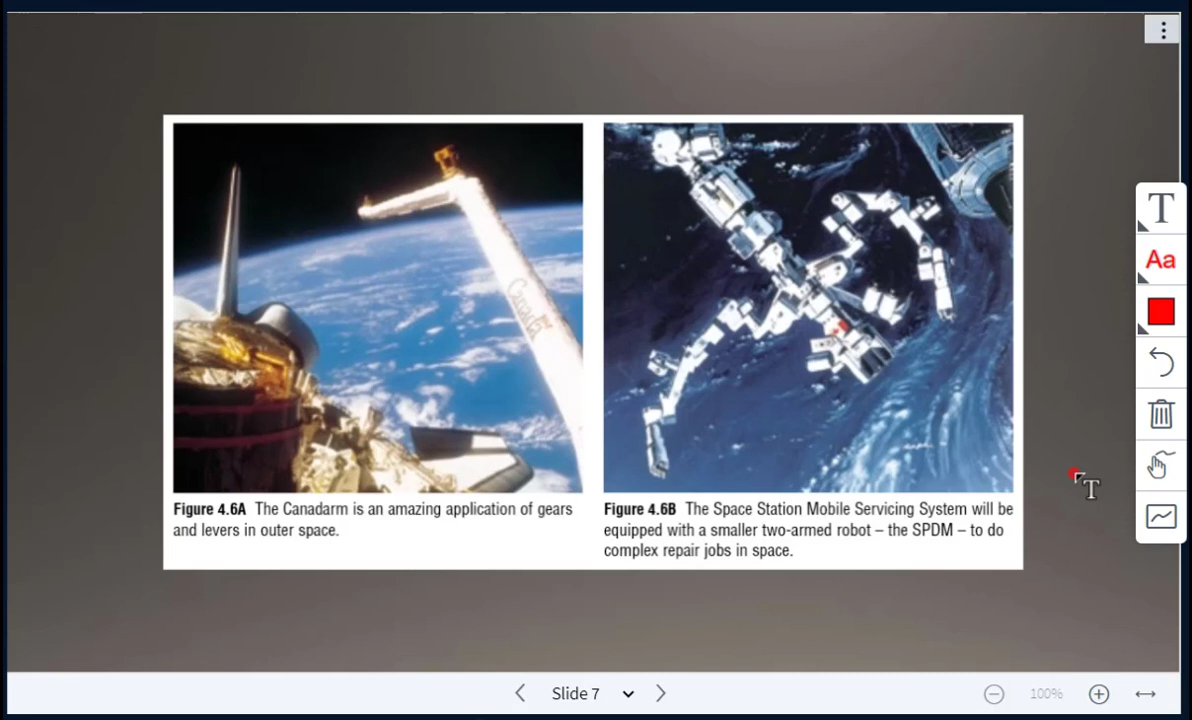 Canada
Figure 4.6A The Canadarm is an amazing application of gears
and levers in outer space.
Figure 4.6B The Space Station Mobile Servicing System will be
equipped with a smaller two-armed robot – the SPDM – to do
complex repair jobs in space.
T
Aa
T
Slide 7
100%